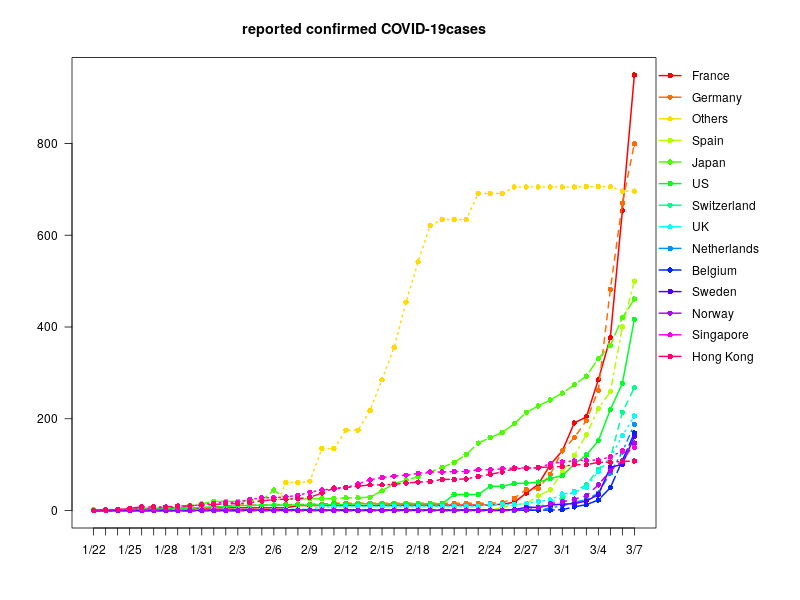 reported confirmed COVID-19cases
800
600
400
200
0
1/22 1/25 1/28 1/31 2/3 2/6 2/9 2/12 2/15 2/18 2/21 2/24 2/27 3/1 3/4 3/7
France
Germany
Others
Spain
Japan
US
Switzerland
UK
Netherlands
Belgium
Sweden
Norway
Singapore
Hong Kong